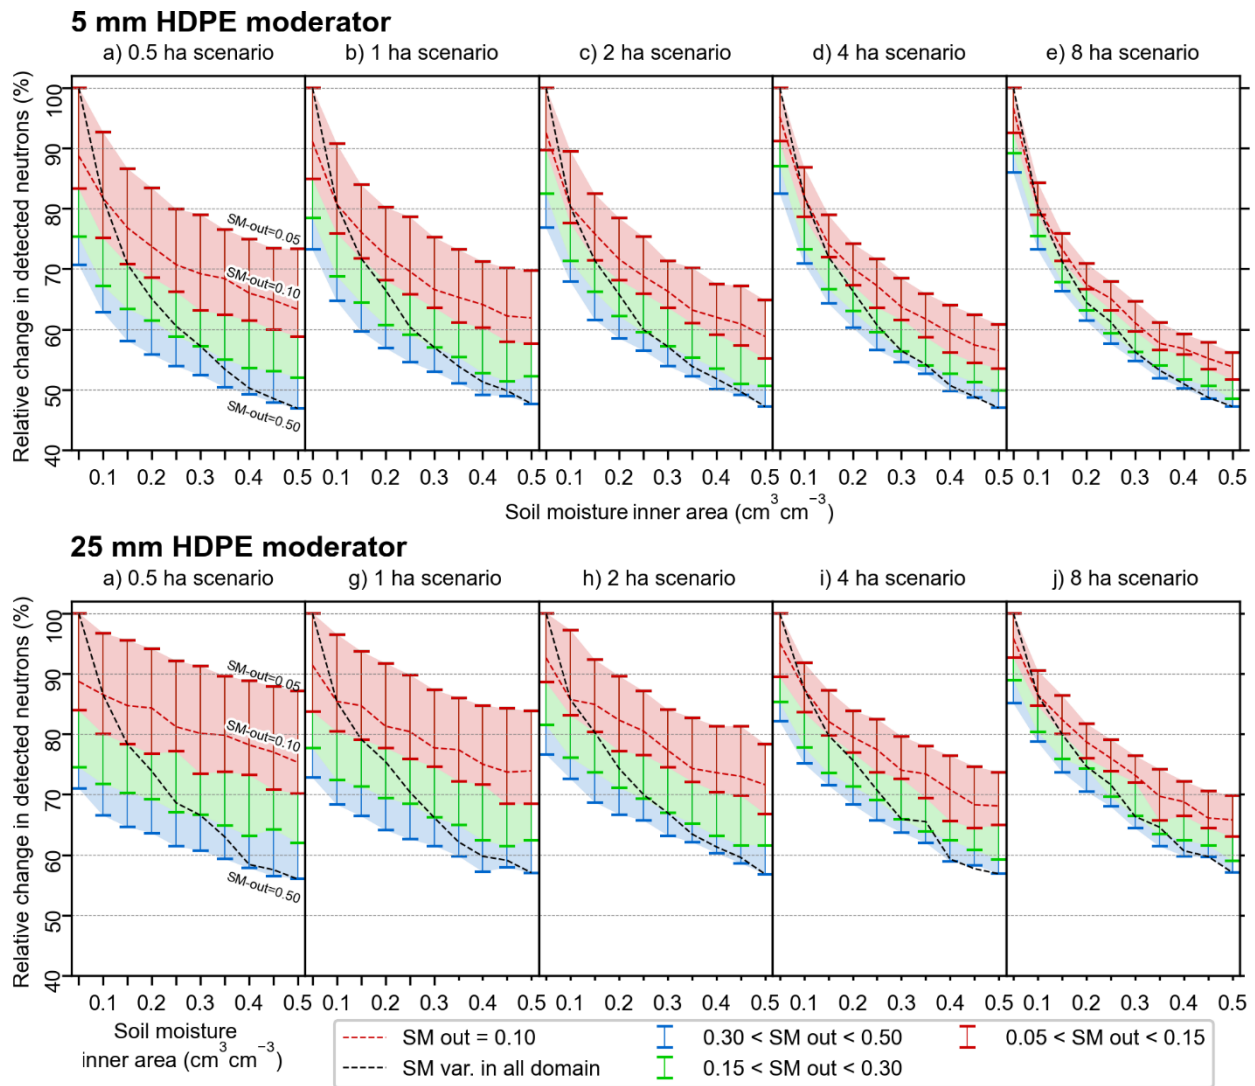 5 mm HDPE moderator
a) 0.5 ha scenario b) 1 ha scenario c) 2 ha scenario d) 4 ha scenario e) 8 ha scenario
Relative change in detected neutrons (%)
100
90
80
70
60
50
40
SM-out=0.05
SM-out=0.10
SM-out=0.50
0.1 0.2 0.3 0.4 0.5 0.1 0.2 0.3 0.4 0.5 0.1 0.2 0.3 0.4 0.5 0.1 0.2 0.3 0.4 0.5 0.1 0.2 0.3 0.4 0.5
Soil moisture inner area (cm³ cm⁻³)
25 mm HDPE moderator
a) 0.5 ha scenario g) 1 ha scenario h) 2 ha scenario i) 4 ha scenario j) 8 ha scenario
Relative change in detected neutrons (%)
100
90
80
70
60
50
40
SM-out=0.05
SM-out=0.10
SM-out=0.50
0.1 0.2 0.3 0.4 0.5 0.1 0.2 0.3 0.4 0.5 0.1 0.2 0.3 0.4 0.5 0.1 0.2 0.3 0.4 0.5 0.1 0.2 0.3 0.4 0.5
Soil moisture
inner area (cm³ cm⁻³)
SM out = 0.10 0.30 < SM out < 0.50 0.05 < SM out < 0.15
SM var. in all domain 0.15 < SM out < 0.30